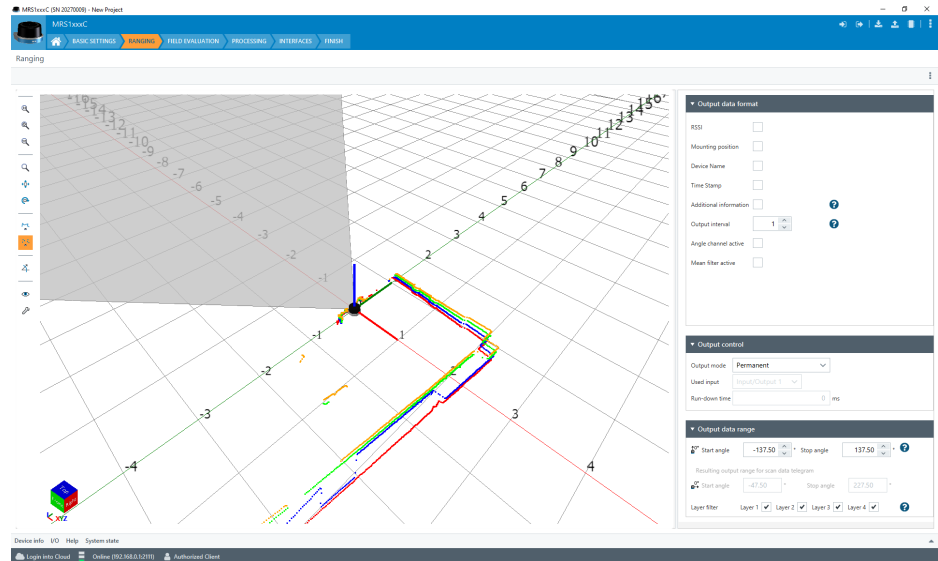 MRS1xxxC (SN 20270009) - New Project
MRS1xxxC
BASIC SETTINGS RANGING FIELD EVALUATION PROCESSING INTERFACES FINISH
Ranging
Output data format
RSSI
Mounting position
Device Name
Time Stamp
Additional information
Output interval 1
Angle channel active
Mean filter active
Output control
Output mode Permanent
Used input Input/Output 1
Run-down time 0 ms
Output data range
Start angle -137.50 ° Stop angle 137.50 °
Resulting output range for scan data telegram
Start angle -47.50 ° Stop angle 227.50 °
Layer filter Layer 1 Layer 2 Layer 3 Layer 4
-13
-12
-11
-10
-9
-8
-7
-6
-5
-4
-3
-2
-1
15
14
13
12
11
10
9
8
7
6
5
4
3
2
1
2
3
4
-1
-2
-3
-4
Top
XYZ
Device info I/O Help System state
Login into Cloud Online (192.168.0.1:2111) Authorized Client